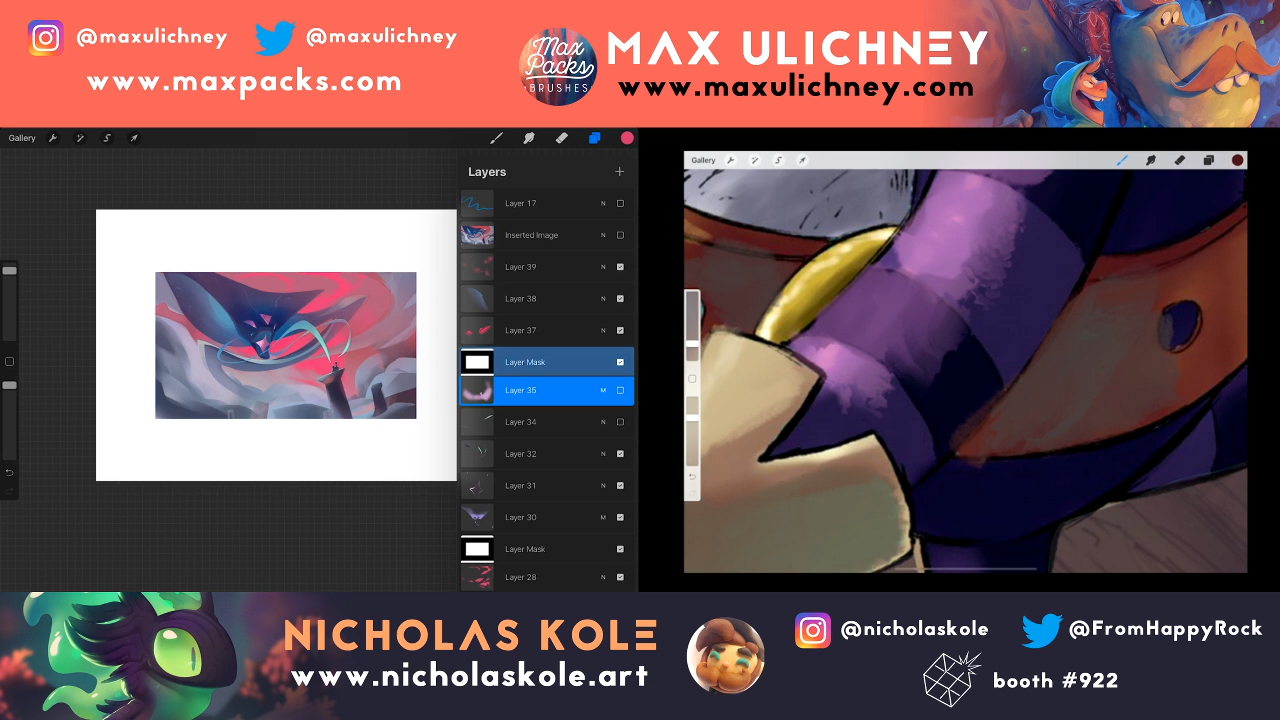 @maxulichney @maxulichney
www.maxpacks.com
Max
Packs
BRUSHES
MAX ULICHNEY
www.maxulichney.com
Gallery
Layers
Layer 17 N
Inserted Image N
Layer 39 N
Layer 38 N
Layer 37 N
Layer Mask
Layer 35 M
Layer 34 N
Layer 32 N
Layer 31 N
Layer 30 M
Layer Mask
Layer 28 N
Gallery
NICHOLAS KOLE
www.nicholaskole.art
@nicholaskole @FromHappyRock
booth #922